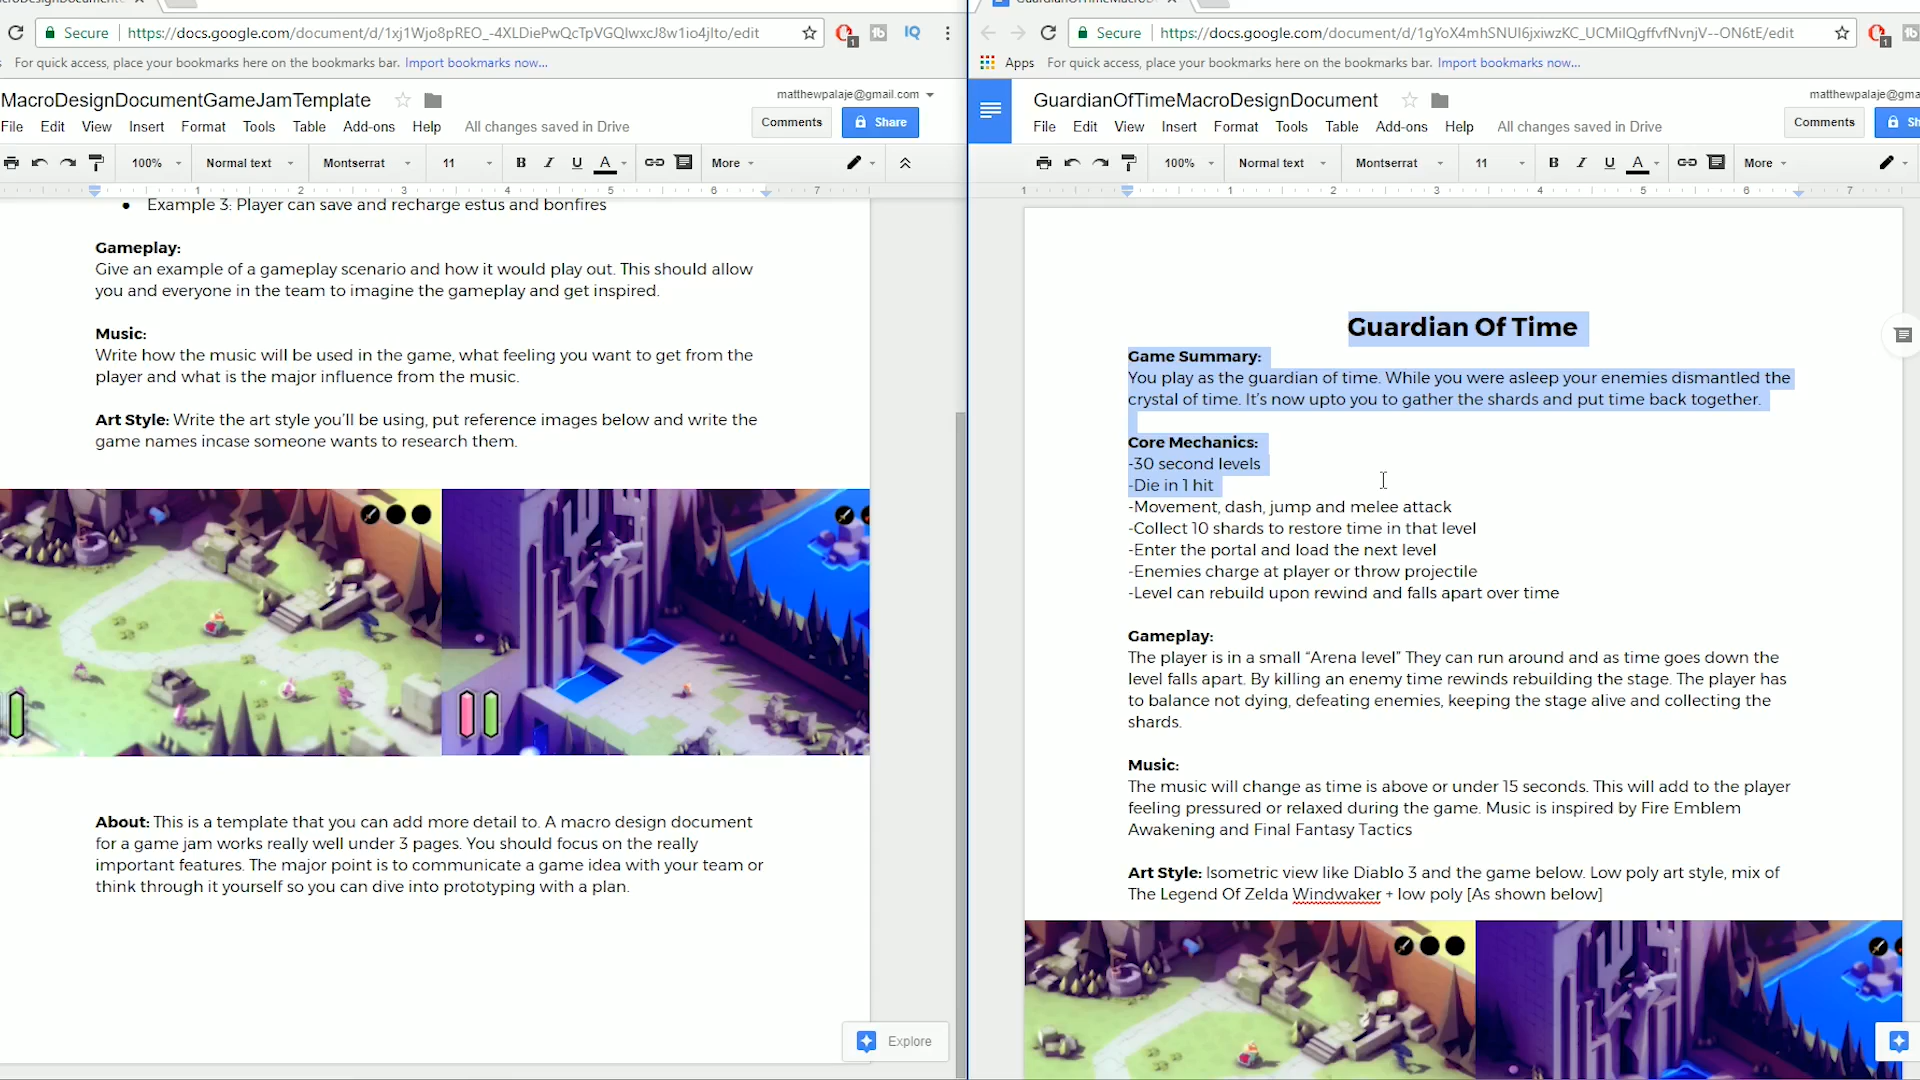 Secure https://docs.google.com/document/d/1xj1Wjo8pREO_-4XLDiePwQcTpVGQIwxcJ8w1io4jlto/edit
For quick access, place your bookmarks here on the bookmarks bar. Import bookmarks now...
MacroDesignDocumentGameJamTemplate
matthewpalaje@gmail.com
Comments Share
File Edit View Insert Format Tools Table Add-ons Help All changes saved in Drive
100% Normal text Montserrat 11 B I U A More
1 2 3 4 5 6 7
• Example 3: Player can save and recharge estus and bonfires
Gameplay:
Give an example of a gameplay scenario and how it would play out. This should allow
you and everyone in the team to imagine the gameplay and get inspired.
Music:
Write how the music will be used in the game, what feeling you want to get from the
player and what is the major influence from the music.
Art Style: Write the art style you'll be using, put reference images below and write the
game names incase someone wants to research them.
About: This is a template that you can add more detail to. A macro design document
for a game jam works really well under 3 pages. You should focus on the really
important features. The major point is to communicate a game idea with your team or
think through it yourself so you can dive into prototyping with a plan.
Explore
Secure https://docs.google.com/document/d/1gYoX4mhSNUl6jxiwzKC_UCMilQgffvfNvnjV--ON6tE/edit
Apps For quick access, place your bookmarks here on the bookmarks bar. Import bookmarks now...
GuardianOfTimeMacroDesignDocument
matthewpalaje@gma
Comments Sh
File Edit View Insert Format Tools Table Add-ons Help All changes saved in Drive
100% Normal text Montserrat 11 B I U A More
1 1 2 3 4 5 6 7
Guardian Of Time
Game Summary:
You play as the guardian of time. While you were asleep your enemies dismantled the
crystal of time. It's now upto you to gather the shards and put time back together.
Core Mechanics:
-30 second levels
-Die in 1 hit
-Movement, dash, jump and melee attack
-Collect 10 shards to restore time in that level
-Enter the portal and load the next level
-Enemies charge at player or throw projectile
-Level can rebuild upon rewind and falls apart over time
Gameplay:
The player is in a small “Arena level” They can run around and as time goes down the
level falls apart. By killing an enemy time rewinds rebuilding the stage. The player has
to balance not dying, defeating enemies, keeping the stage alive and collecting the
shards.
Music:
The music will change as time is above or under 15 seconds. This will add to the player
feeling pressured or relaxed during the game. Music is inspired by Fire Emblem
Awakening and Final Fantasy Tactics
Art Style: Isometric view like Diablo 3 and the game below. Low poly art style, mix of
The Legend Of Zelda Windwaker + low poly [As shown below]